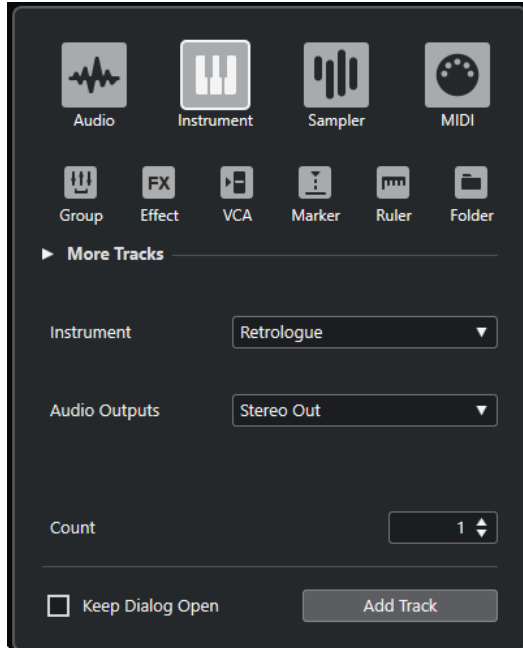 Audio Instrument Sampler MIDI
FX
Group Effect VCA Marker Ruler Folder
More Tracks
Instrument Retrologue
Audio Outputs Stereo Out
Count 1
Keep Dialog Open Add Track